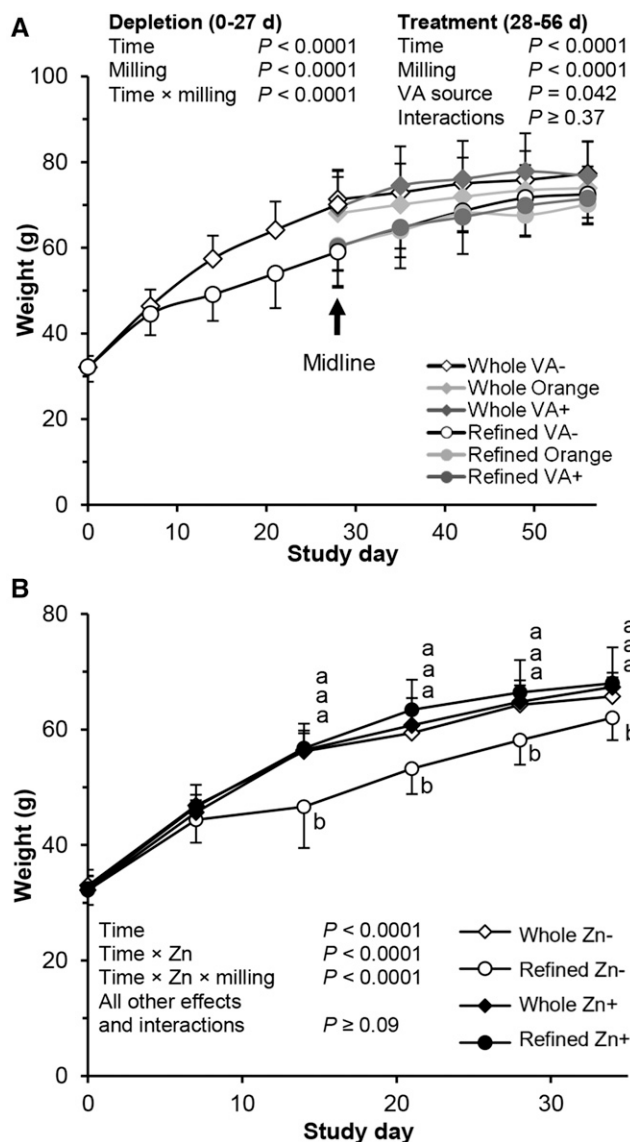 A
Depletion (0-27 d)
Time P < 0.0001
Milling P < 0.0001
Time × milling P < 0.0001
Treatment (28-56 d)
Time P < 0.0001
Milling P < 0.0001
VA source P = 0.042
Interactions P ≥ 0.37
100
80
60
40
20
0
Weight (g)
Midline
Whole VA-
Whole Orange
Whole VA+
Refined VA-
Refined Orange
Refined VA+
0 10 20 30 40 50
Study day
B
80
60
40
20
0
Weight (g)
a a a a
a a a a
a a a a
b b b b
Time P < 0.0001
Time × Zn P < 0.0001
Time × Zn × milling P < 0.0001
All other effects
and interactions P ≥ 0.09
Whole Zn-
Refined Zn-
Whole Zn+
Refined Zn+
0 10 20 30
Study day